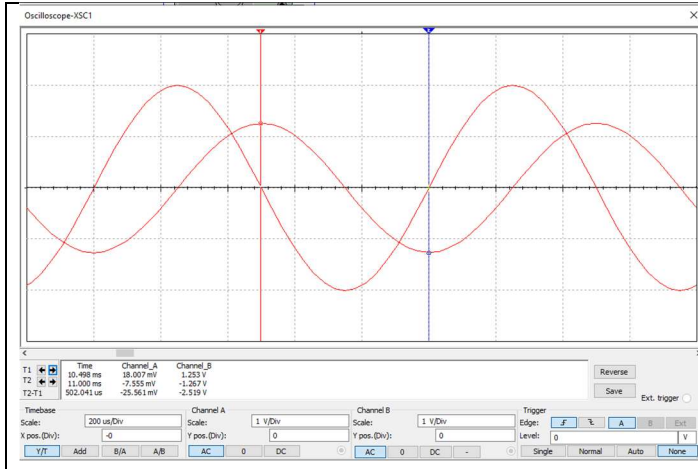 Oscilloscope-XSC1
Time Channel_A Channel_B
T1 10.498 ms 18.007 mV 1.253 V
T2 11.000 ms -7.555 mV -1.267 V
T2-T1 502.041 us -25.561 mV -2.519 V
Reverse
Save
Ext. trigger
Timebase
Scale: 200 us/Div
X pos.(Div): -0
Y/T Add B/A A/B
Channel A
Scale: 1 V/Div
Y pos.(Div): 0
AC 0 DC
Channel B
Scale: 1 V/Div
Y pos.(Div): 0
AC 0 DC -
Trigger
Edge: A B Ext
Level: 0 V
Single Normal Auto None